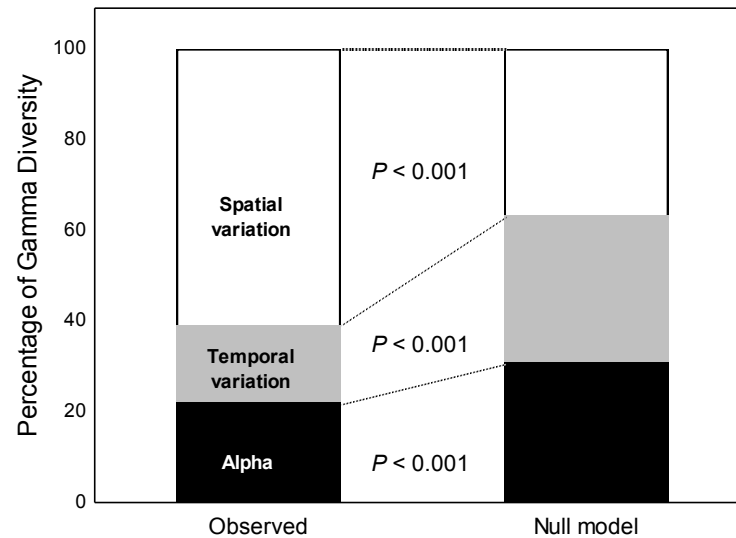 Percentage of Gamma Diversity
100
80
60
40
20
0
Spatial
variation
Temporal
variation
Alpha
P < 0.001
P < 0.001
P < 0.001
Observed
Null model